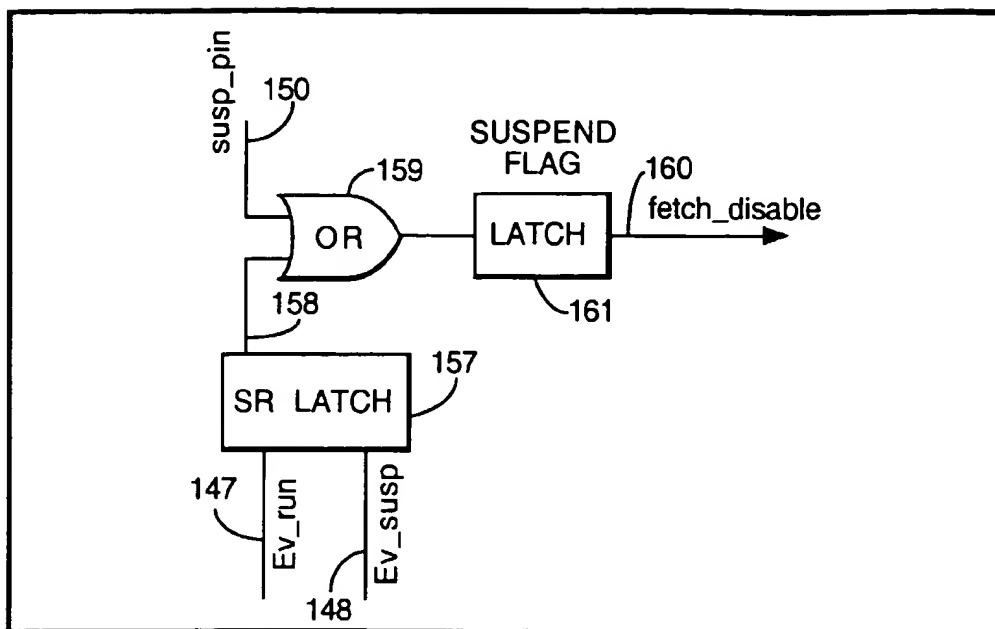 susp_pin
150
159
OR
SUSPEND
FLAG
LATCH
161
160
fetch_disable
158
SR LATCH
157
147
Ev_run
Ev_susp
148